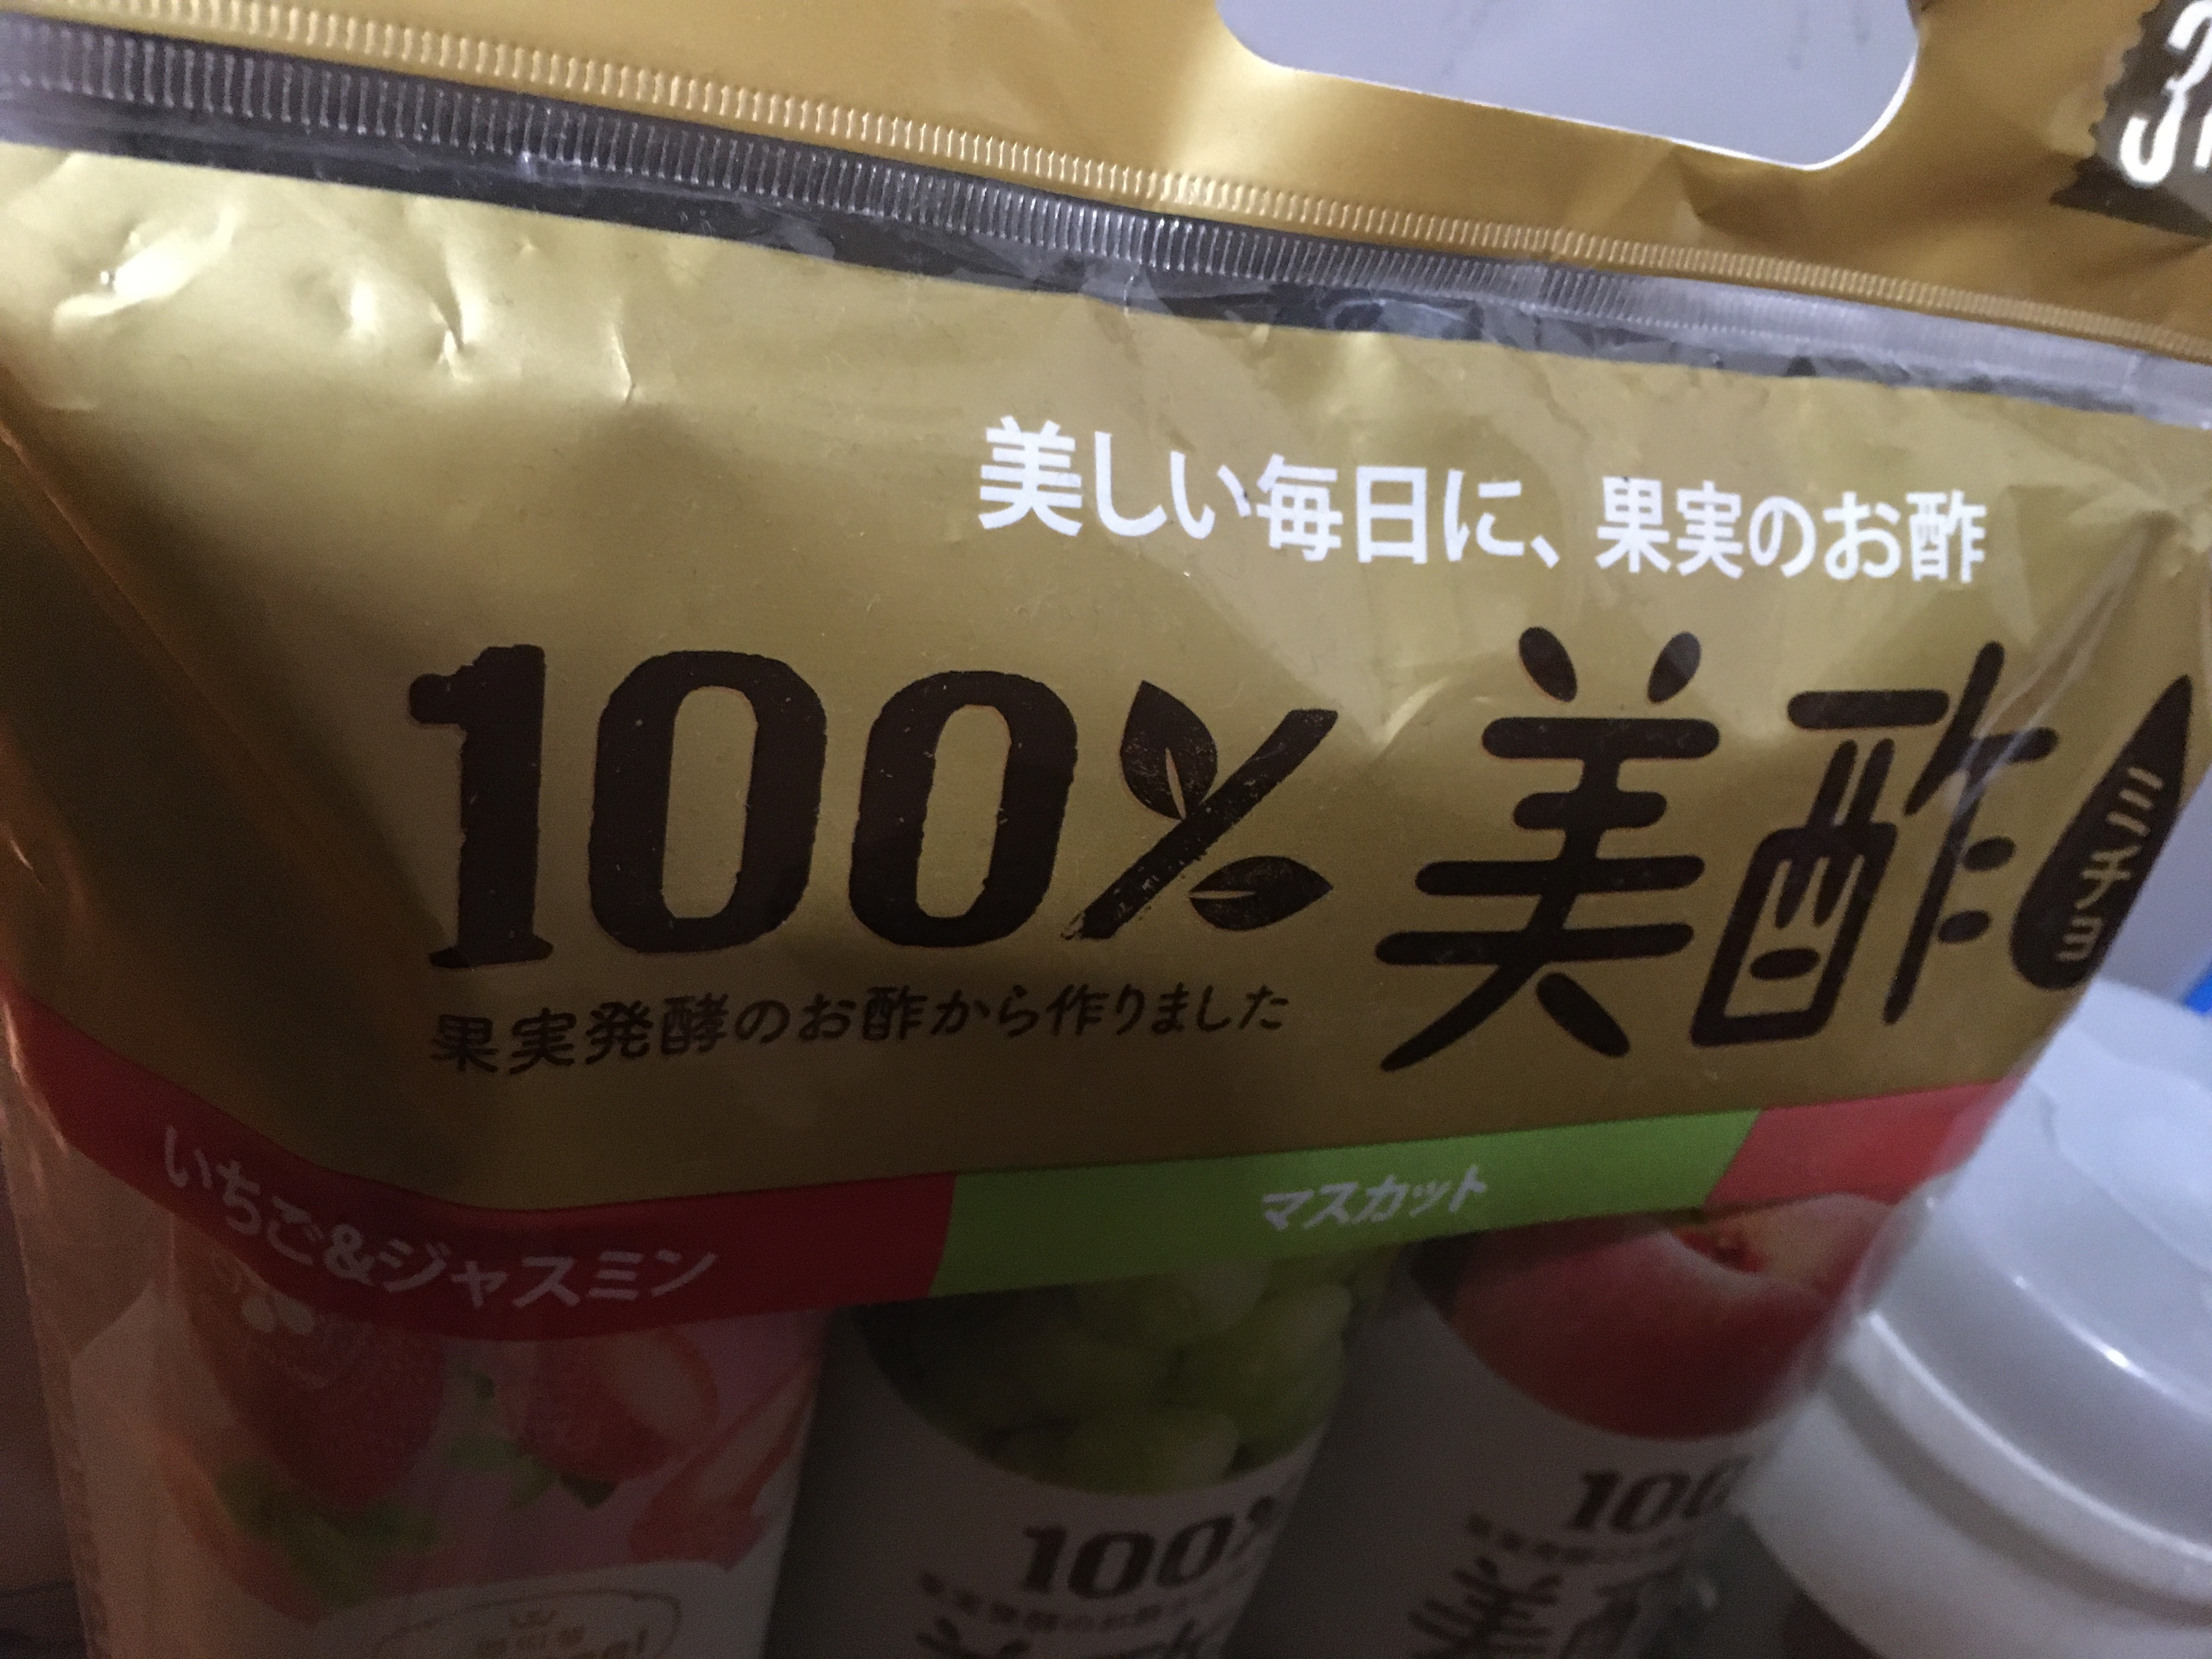 美しい毎日に、果実のお酢
100%
美酢
ミチョ
果実発酵のお酢から作りました
いちご&ジャスミン
マスカット
100%
100